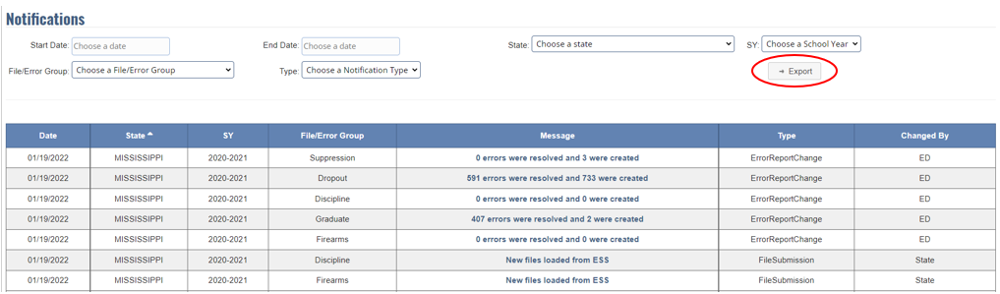 Notifications
Start Date: Choose a date End Date: Choose a date State: Choose a state SY: Choose a School Year
File/Error Group: Choose a File/Error Group Type: Choose a Notification Type → Export
Date State SY File/Error Group Message Type Changed By
01/19/2022 MISSISSIPPI 2020-2021 Suppression 0 errors were resolved and 3 were created ErrorReportChange ED
01/19/2022 MISSISSIPPI 2020-2021 Dropout 591 errors were resolved and 733 were created ErrorReportChange ED
01/19/2022 MISSISSIPPI 2020-2021 Discipline 0 errors were resolved and 0 were created ErrorReportChange ED
01/19/2022 MISSISSIPPI 2020-2021 Graduate 407 errors were resolved and 2 were created ErrorReportChange ED
01/19/2022 MISSISSIPPI 2020-2021 Firearms 0 errors were resolved and 0 were created ErrorReportChange ED
01/19/2022 MISSISSIPPI 2020-2021 Discipline New files loaded from ESS FileSubmission State
01/19/2022 MISSISSIPPI 2020-2021 Firearms New files loaded from ESS FileSubmission State